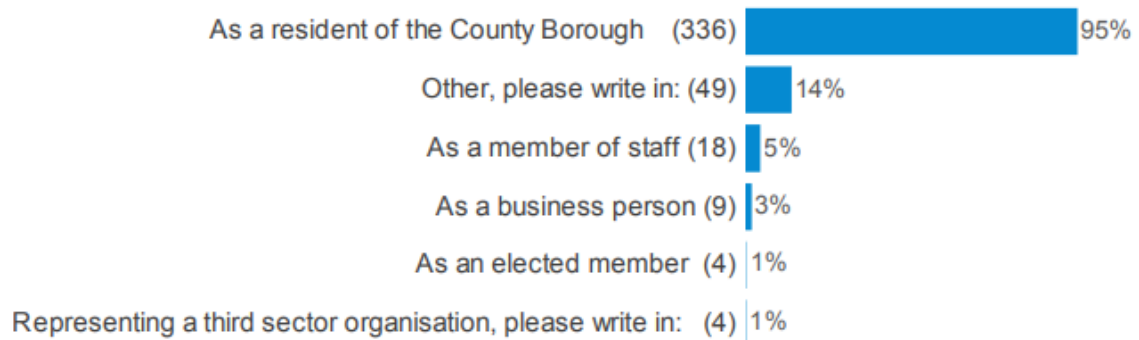 As a resident of the County Borough (336) 95%
Other, please write in: (49) 14%
As a member of staff (18) 5%
As a business person (9) 3%
As an elected member (4) 1%
Representing a third sector organisation, please write in: (4) 1%